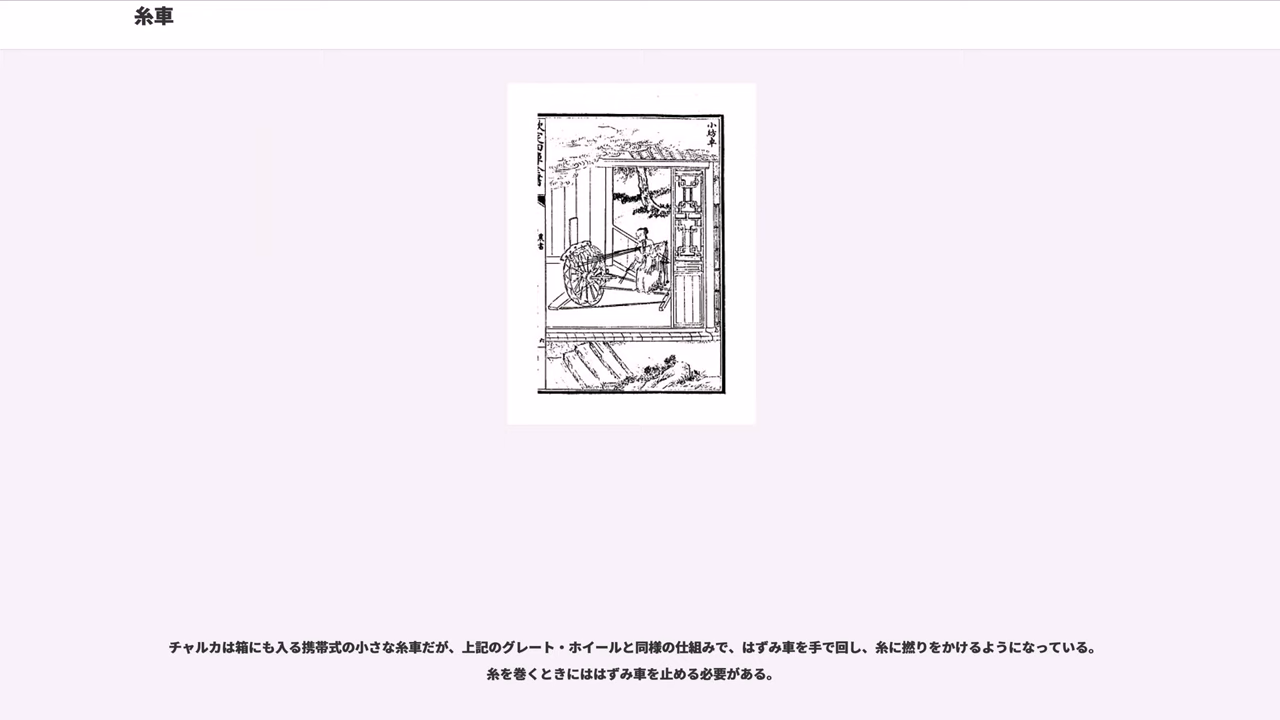 糸車
小紡車
チャルカは箱にも入る携帯式の小さな糸車だが、上記のグレート・ホイールと同様の仕組みで、はずみ車を手で回し、糸に撚りをかけるようになっている。
糸を巻くときにははずみ車を止める必要がある。